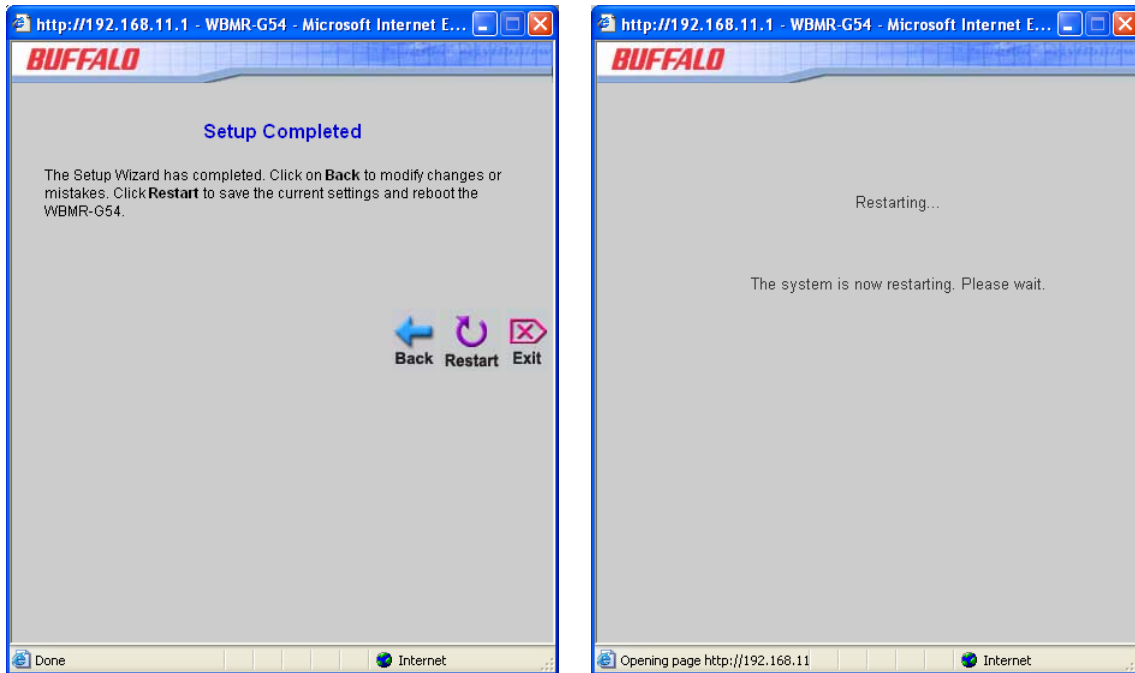 http://192.168.11.1 - WBMR-G54 - Microsoft Internet E...
BUFFALO
Setup Completed
The Setup Wizard has completed. Click on Back to modify changes or
mistakes. Click Restart to save the current settings and reboot the
WBMR-G54.
Back Restart Exit
Done
Internet
http://192.168.11.1 - WBMR-G54 - Microsoft Internet E...
BUFFALO
Restarting...
The system is now restarting. Please wait.
Opening page http://192.168.11
Internet